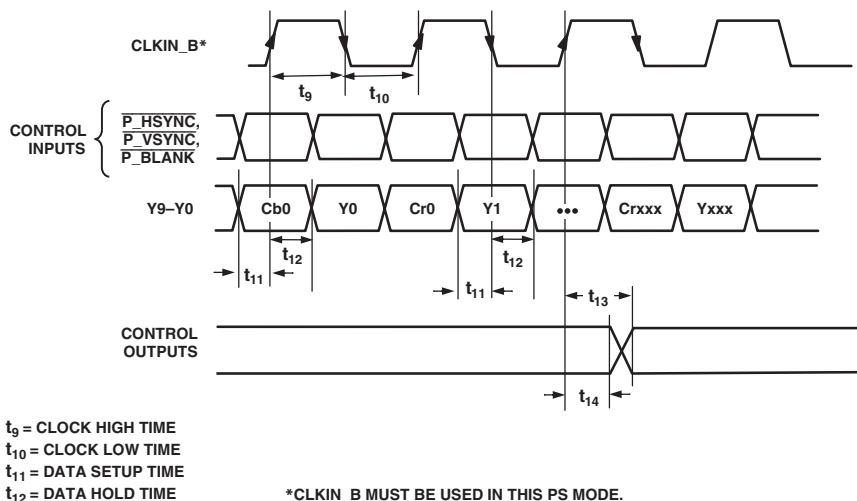 CLKIN_B*
t9
t10
CONTROL INPUTS
P_HSYNC,
P_VSYNC,
P_BLANK
Y9–Y0
Cb0 Y0 Cr0 Y1 ••• Crxxx Yxxx
t12
t12
t11
t11
t13
CONTROL OUTPUTS
t14
t9 = CLOCK HIGH TIME
t10 = CLOCK LOW TIME
t11 = DATA SETUP TIME
t12 = DATA HOLD TIME
*CLKIN_B MUST BE USED IN THIS PS MODE.